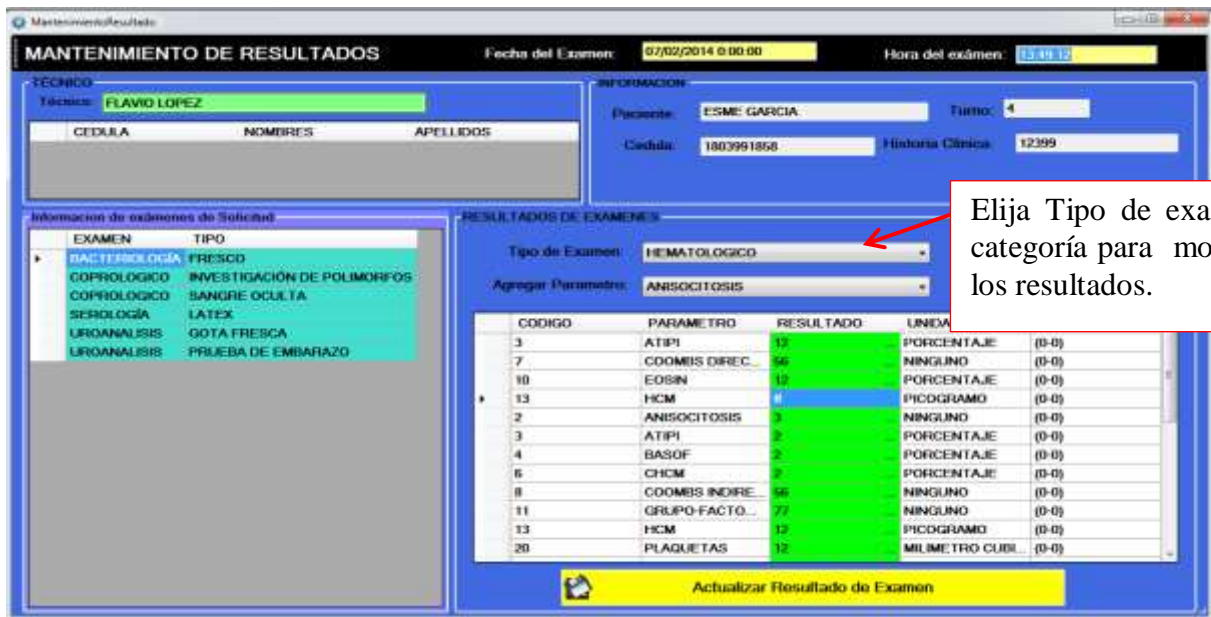 MantenimientoResultado
MANTENIMIENTO DE RESULTADOS Fecha del Examen: 07/02/2014 0:00:00 Hora del exámen: 13:49:12
TÉCNICO
Técnico: FLAVIO LOPEZ
CEDULA NOMBRES APELLIDOS
INFORMACION
Paciente: ESME GARCIA Turno: 4
Cedula: 1803991858 Historia Clinica: 12399
Informacion de exámenes de Solicitud
EXAMEN TIPO
BACTERIOLOGÍA FRESCO
COPROLOGICO INVESTIGACIÓN DE POLIMORFOS
COPROLOGICO SANGRE OCULTA
SEROLOGÍA LATEX
UROANALISIS GOTA FRESCA
UROANALISIS PRUEBA DE EMBARAZO
RESULTADOS DE EXAMENES
Tipo de Examen: HEMATOLOGICO
Agregar Parametro: ANISOCITOSIS
Elija Tipo de exa
categoría para mo
los resultados.
CODIGO PARAMETRO RESULTADO UNIDA
3 ATIPI 12 ... PORCENTAJE (0-0)
7 COOMBS DIREC... 56 ... NINGUNO (0-0)
10 EOSIN 12 ... PORCENTAJE (0-0)
13 HCM PICOGRAMO (0-0)
2 ANISOCITOSIS 3 ... NINGUNO (0-0)
3 ATIPI 2 ... PORCENTAJE (0-0)
4 BASOF 2 ... PORCENTAJE (0-0)
6 CHCM 2 ... PORCENTAJE (0-0)
8 COOMBS INDIRE... 56 ... NINGUNO (0-0)
11 GRUPO-FACTO... 77 ... NINGUNO (0-0)
13 HCM 12 ... PICOGRAMO (0-0)
20 PLAQUETAS 12 ... MILIMETRO CUBI... (0-0)
Actualizar Resultado de Examen